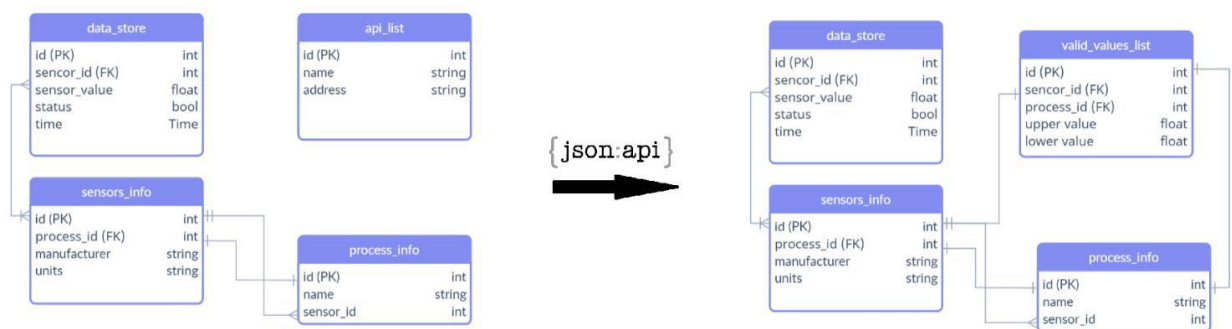 data_store
id (PK) int
sencor_id (FK) int
sensor_value float
status bool
time Time
api_list
id (PK) int
name string
address string
sensors_info
id (PK) int
process_id (FK) int
manufacturer string
units string
process_info
id (PK) int
name string
sensor_id int
{json:api}
data_store
id (PK) int
sencor_id (FK) int
sensor_value float
status bool
time Time
valid_values_list
id (PK) int
sencor_id (FK) int
process_id (FK) int
upper value float
lower value float
sensors_info
id (PK) int
process_id (FK) int
manufacturer string
units string
process_info
id (PK) int
name string
sensor_id int